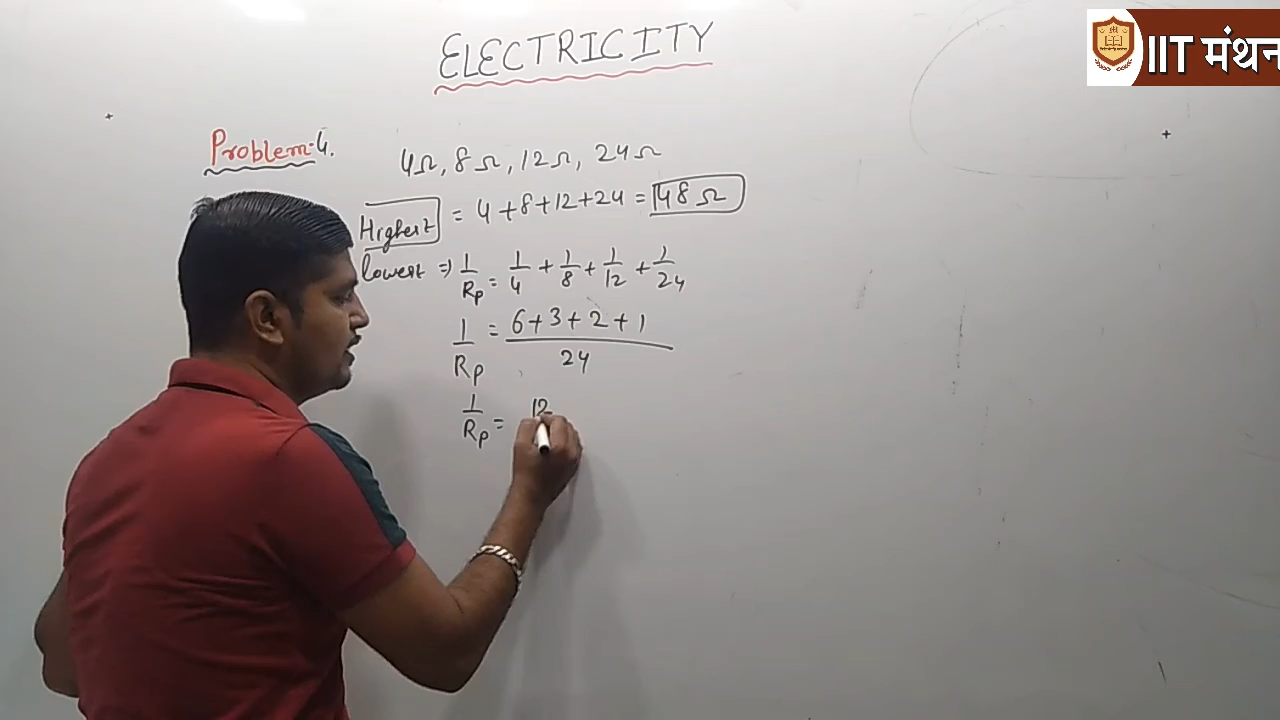 ELECTRICITY
IIT मंथन
Problem-4.
4Ω, 8Ω, 12Ω, 24Ω
Highest = 4+8+12+24 = 48Ω
lowest ⇒ 1/Rp = 1/4 + 1/8 + 1/12 + 1/24
1/Rp = 6+3+2+1/24
1/Rp = 12